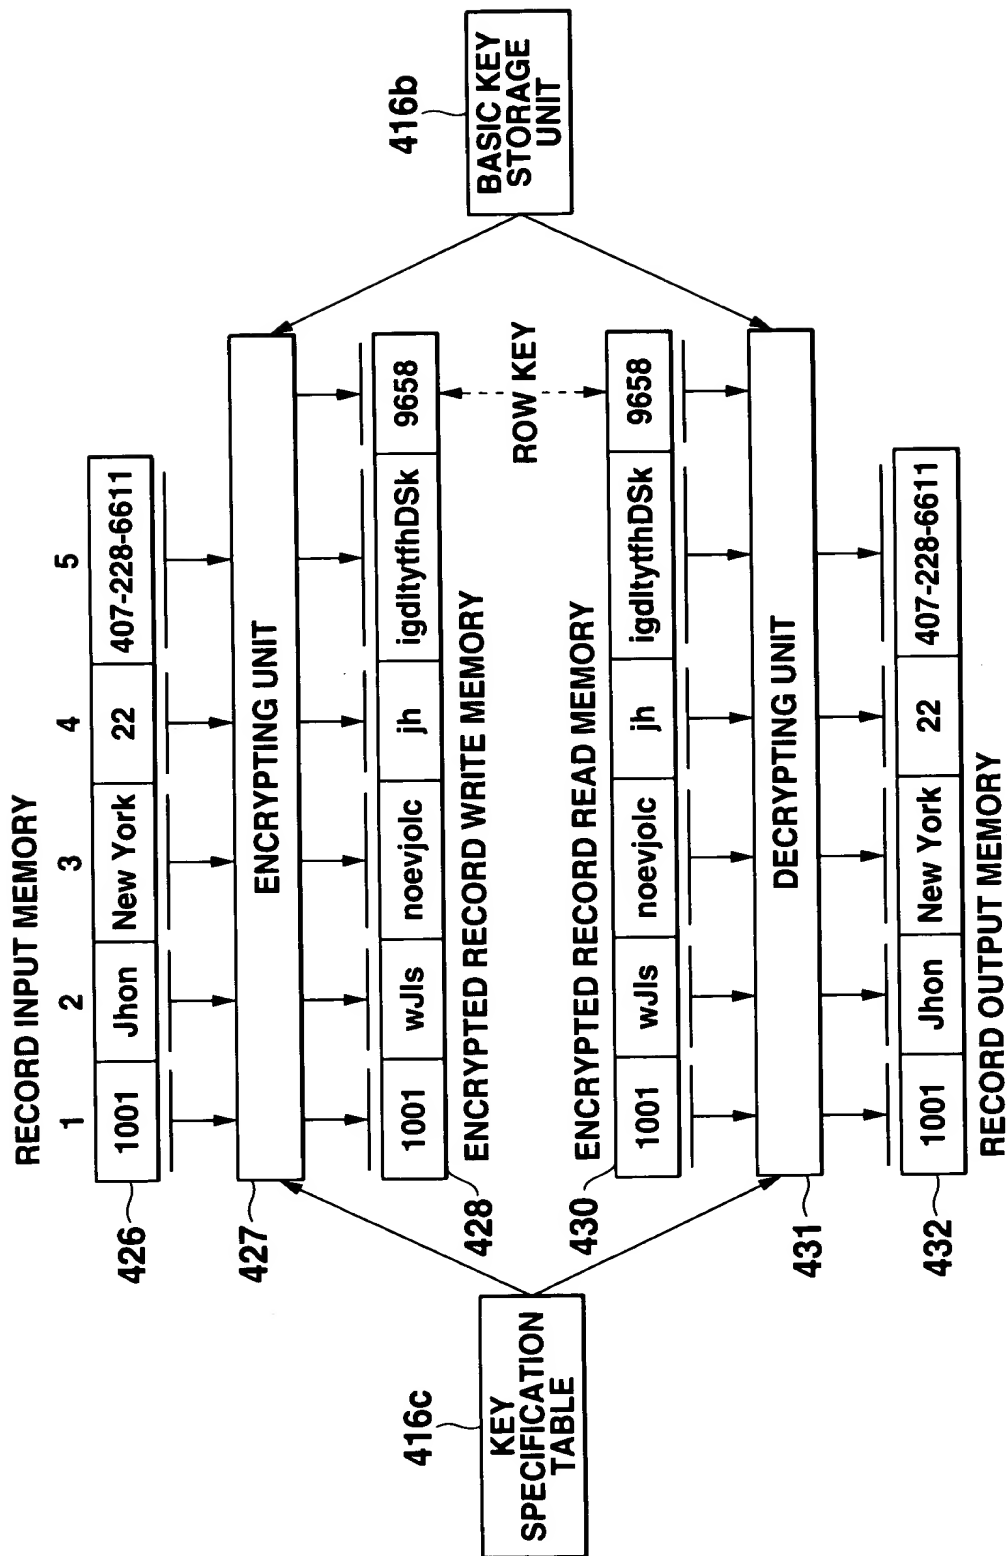 RECORD INPUT MEMORY
1 2 3 4 5
426 1001 Jhon New York 22 407-228-6611
427 ENCRYPTING UNIT
428 1001 wJls noevjolc jh igdltytfhDSk 9658
ENCRYPTED RECORD WRITE MEMORY
416c
KEY
SPECIFICATION
TABLE
ROW KEY
416b
BASIC KEY
STORAGE
UNIT
ENCRYPTED RECORD READ MEMORY
430 1001 wJls noevjolc jh igdltytfhDSk 9658
431 DECRYPTING UNIT
432 1001 Jhon New York 22 407-228-6611
RECORD OUTPUT MEMORY